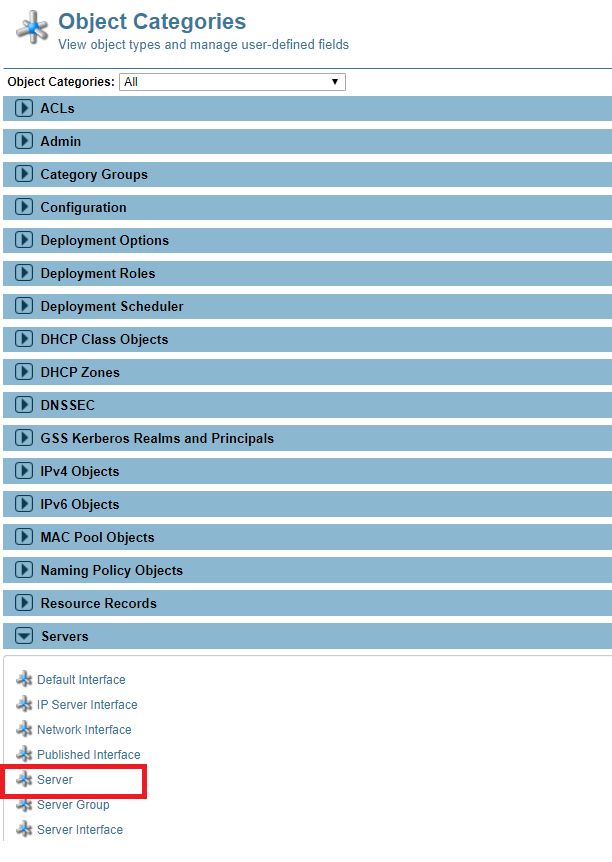 Object Categories
View object types and manage user-defined fields
Object Categories: All
ACLs
Admin
Category Groups
Configuration
Deployment Options
Deployment Roles
Deployment Scheduler
DHCP Class Objects
DHCP Zones
DNSSEC
GSS Kerberos Realms and Principals
IPv4 Objects
IPv6 Objects
MAC Pool Objects
Naming Policy Objects
Resource Records
Servers
Default Interface
IP Server Interface
Network Interface
Published Interface
Server
Server Group
Server Interface